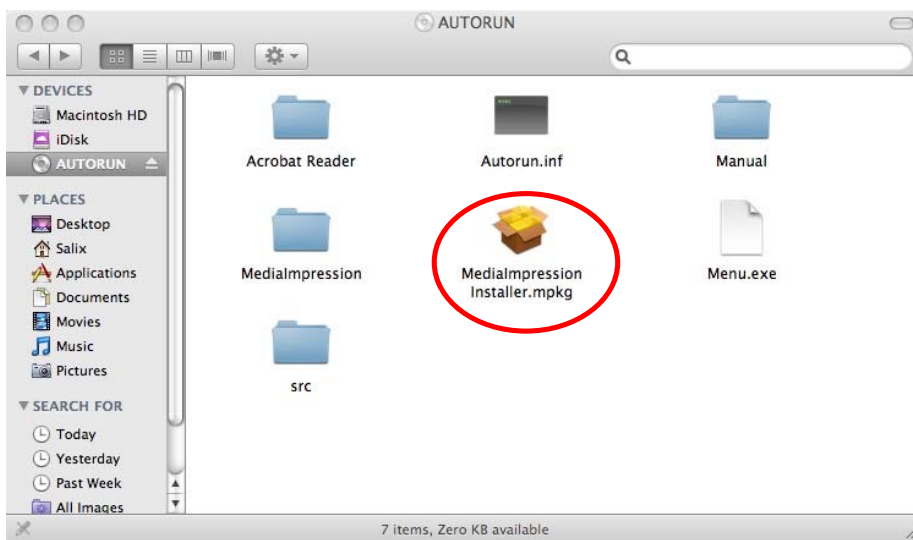 AUTORUN
DEVICES
Macintosh HD
iDisk
AUTORUN
PLACES
Desktop
Salix
Applications
Documents
Movies
Music
Pictures
SEARCH FOR
Today
Yesterday
Past Week
All Images
Acrobat Reader
Autorun.inf
Manual
MediaImpression
MediaImpression
Installer.mpkg
Menu.exe
src
7 items, Zero KB available